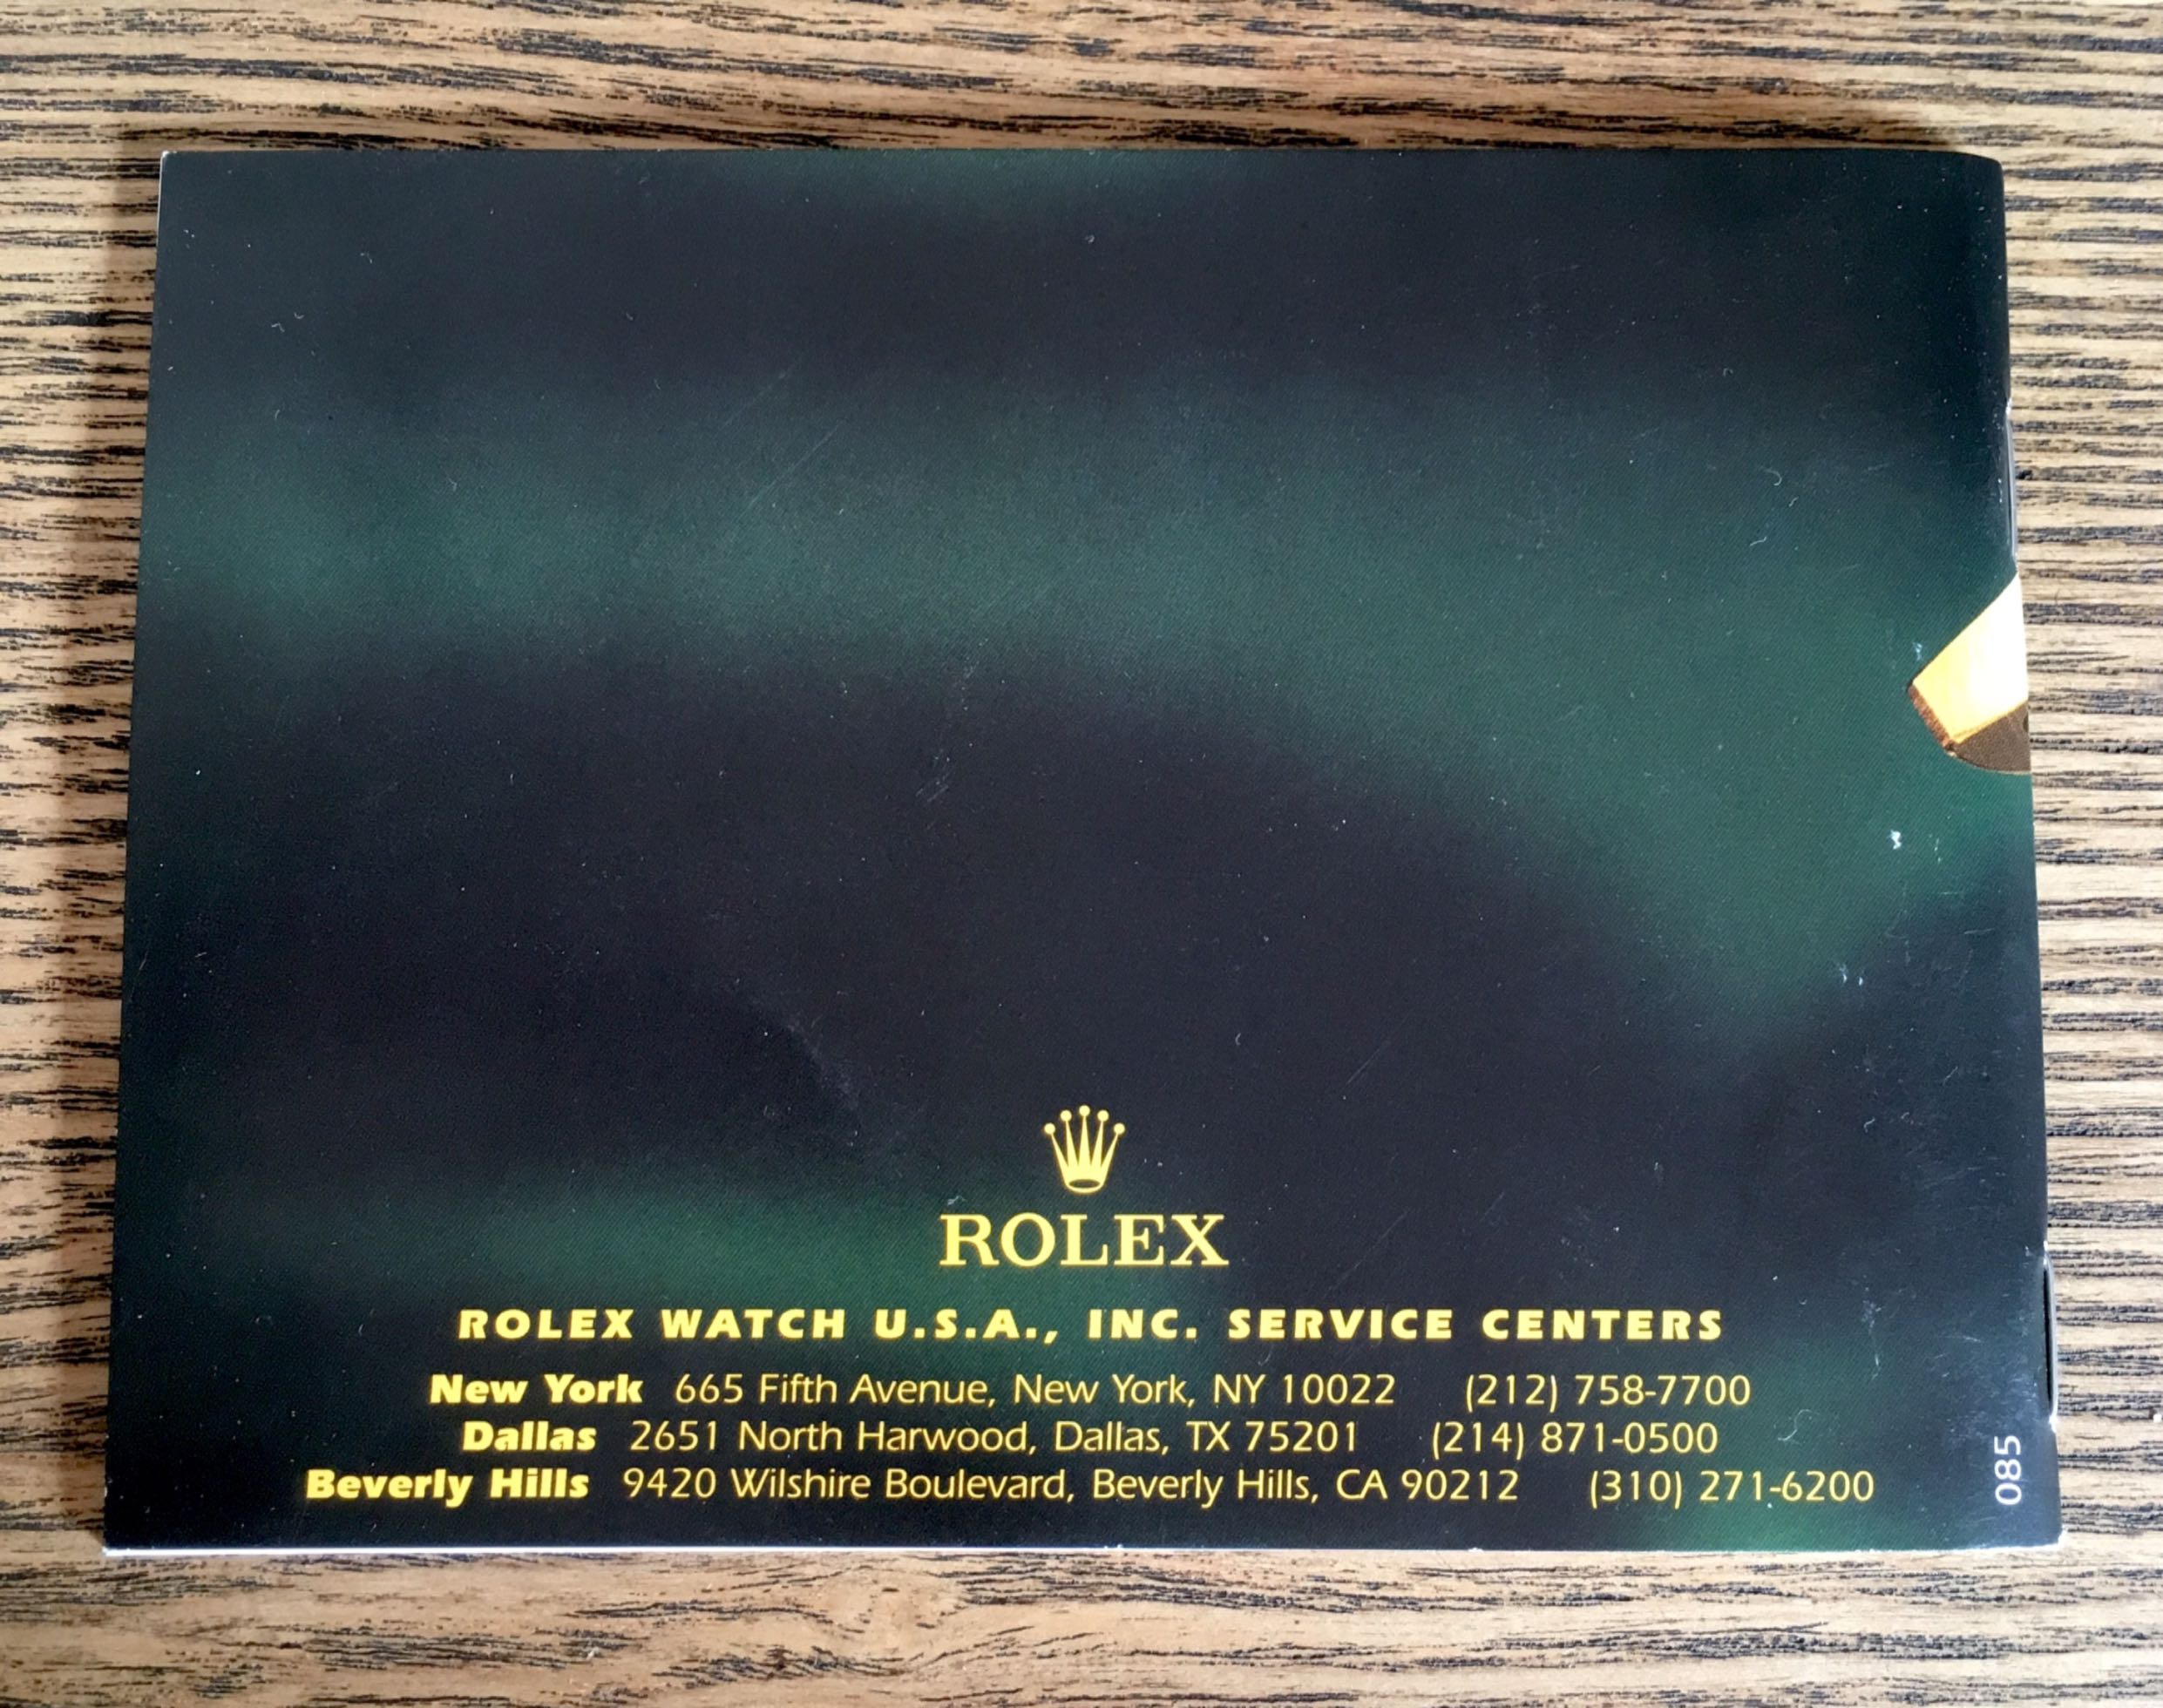 ROLEX
ROLEX WATCH U.S.A., INC. SERVICE CENTERS
New York 665 Fifth Avenue, New York, NY 10022 (212) 758-7700
Dallas 2651 North Harwood, Dallas, TX 75201 (214) 871-0500
Beverly Hills 9420 Wilshire Boulevard, Beverly Hills, CA 90212 (310) 271-6200
085